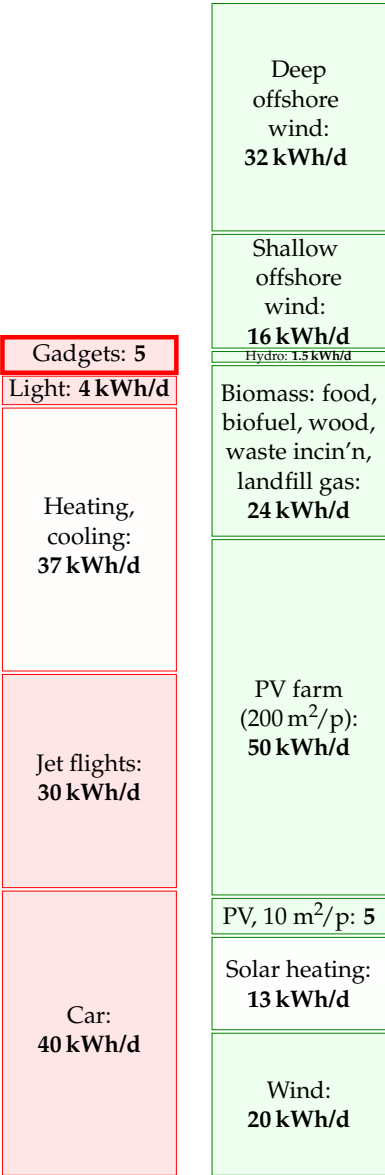 Gadgets: 5
Light: 4 kWh/d
Heating,
cooling:
37 kWh/d
Jet flights:
30 kWh/d
Car:
40 kWh/d
Deep
offshore
wind:
32 kWh/d
Shallow
offshore
wind:
16 kWh/d
Hydro: 1.5 kWh/d
Biomass: food,
biofuel, wood,
waste incin’n,
landfill gas:
24 kWh/d
PV farm
(200 m²/p):
50 kWh/d
PV, 10 m²/p: 5
Solar heating:
13 kWh/d
Wind:
20 kWh/d